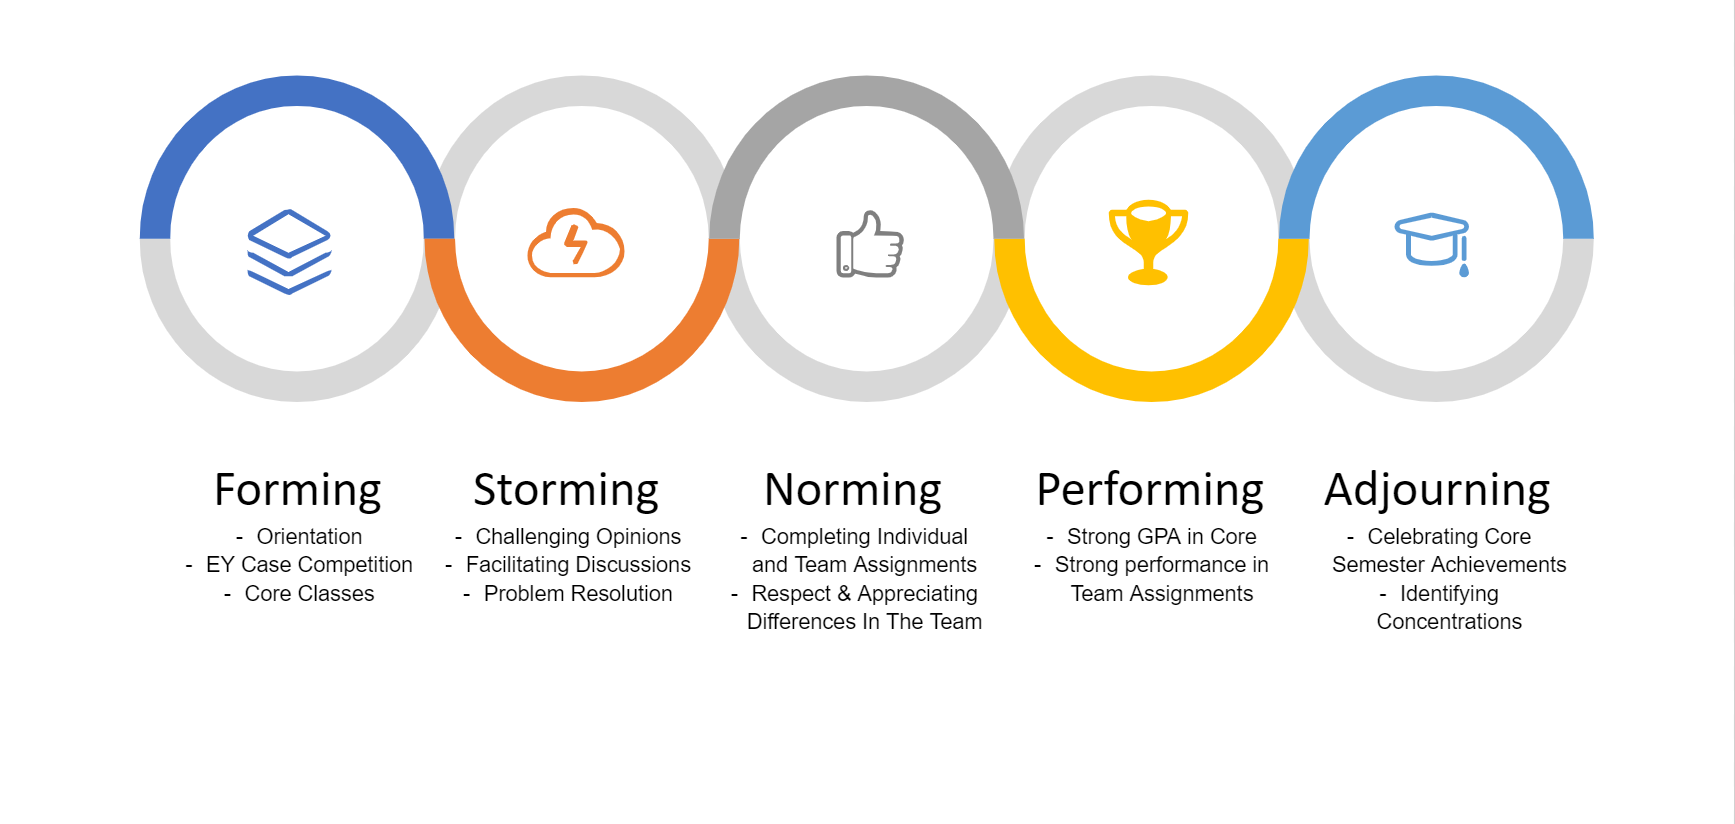 Forming
- Orientation
- EY Case Competition
- Core Classes
Storming
- Challenging Opinions
- Facilitating Discussions
- Problem Resolution
Norming
- Completing Individual
and Team Assignments
- Respect & Appreciating
Differences In The Team
Performing
- Strong GPA in Core
- Strong performance in
Team Assignments
Adjourning
- Celebrating Core
Semester Achievements
- Identifying
Concentrations